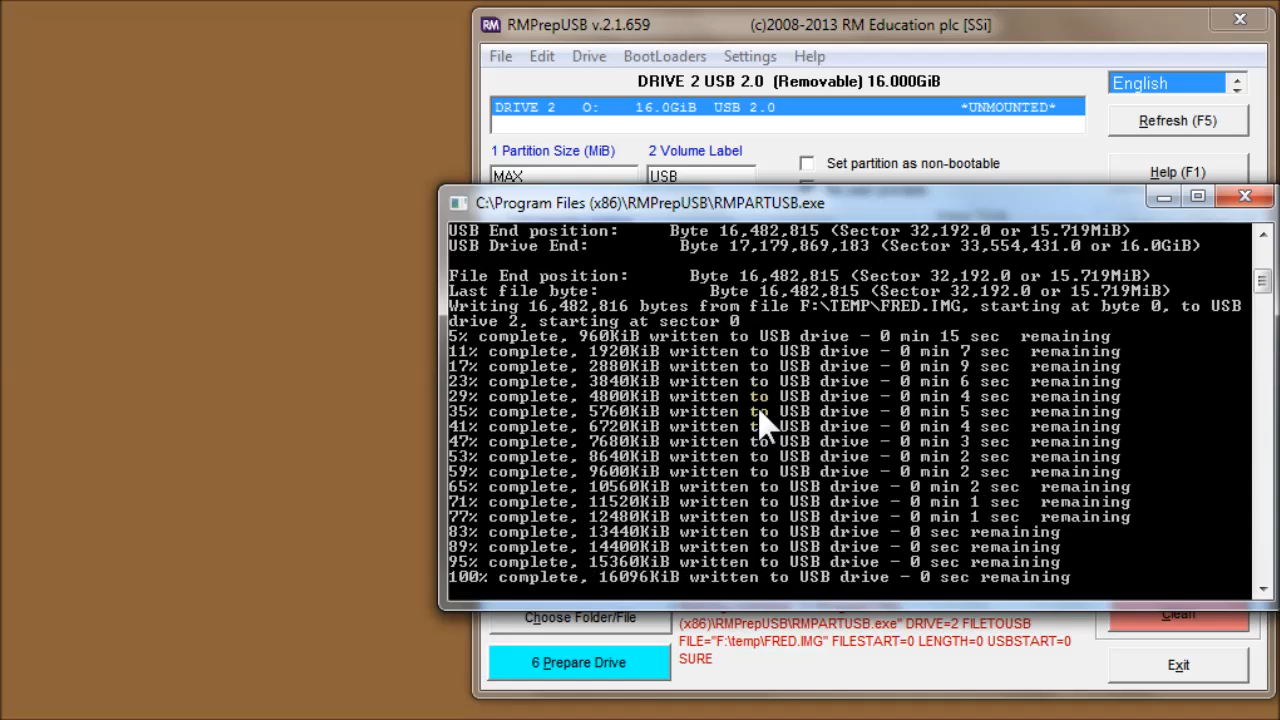 RM RMPrepUSB v.2.1.659 (c)2008-2013 RM Education plc [SSi]
File Edit Drive BootLoaders Settings Help
DRIVE 2 USB 2.0 (Removable) 16.000GiB
English
DRIVE 2 O: 16.0GiB USB 2.0 *UNMOUNTED*
Refresh (F5)
1 Partition Size (MiB) 2 Volume Label
Set partition as non-bootable
MAX USB
Help (F1)
C:\Program Files (x86)\RMPrepUSB\RMPARTUSB.exe
USB End position: Byte 16,482,815 (Sector 32,192.0 or 15.719MiB)
USB Drive End: Byte 17,179,869,183 (Sector 33,554,431.0 or 16.0GiB)
File End position: Byte 16,482,815 (Sector 32,192.0 or 15.719MiB)
Last file byte: Byte 16,482,815 (Sector 32,192.0 or 15.719MiB)
Writing 16,482,816 bytes from file F:\TEMP\FRED.IMG, starting at byte 0, to USB
drive 2, starting at sector 0
5% complete, 960KiB written to USB drive - 0 min 15 sec remaining
11% complete, 1920KiB written to USB drive - 0 min 7 sec remaining
17% complete, 2880KiB written to USB drive - 0 min 9 sec remaining
23% complete, 3840KiB written to USB drive - 0 min 6 sec remaining
29% complete, 4800KiB written to USB drive - 0 min 4 sec remaining
35% complete, 5760KiB written to USB drive - 0 min 5 sec remaining
41% complete, 6720KiB written to USB drive - 0 min 4 sec remaining
47% complete, 7680KiB written to USB drive - 0 min 3 sec remaining
53% complete, 8640KiB written to USB drive - 0 min 2 sec remaining
59% complete, 9600KiB written to USB drive - 0 min 2 sec remaining
65% complete, 10560KiB written to USB drive - 0 min 2 sec remaining
71% complete, 11520KiB written to USB drive - 0 min 1 sec remaining
77% complete, 12480KiB written to USB drive - 0 min 1 sec remaining
83% complete, 13440KiB written to USB drive - 0 sec remaining
89% complete, 14400KiB written to USB drive - 0 sec remaining
95% complete, 15360KiB written to USB drive - 0 sec remaining
100% complete, 16096KiB written to USB drive - 0 sec remaining
Choose Folder/File
Clean
(x86)\RMPrepUSB\RMPARTUSB.exe" DRIVE=2 FILETOUSB
FILE="F:\temp\FRED.IMG" FILESTART=0 LENGTH=0 USBSTART=0
SURE
6 Prepare Drive
Exit